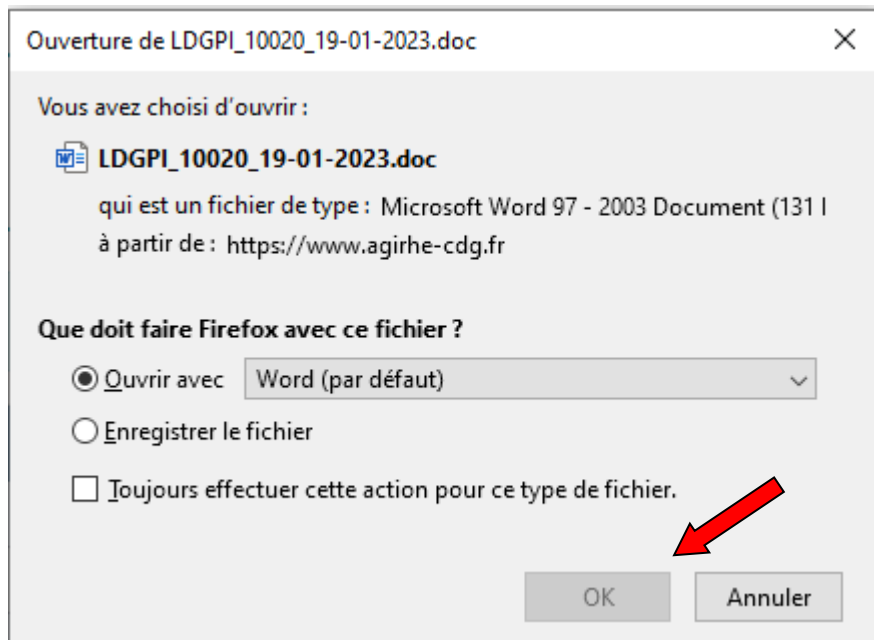 Ouverture de LDGPI_10020_19-01-2023.doc
Vous avez choisi d'ouvrir :
LDGPI_10020_19-01-2023.doc
qui est un fichier de type : Microsoft Word 97 - 2003 Document (131
à partir de : https://www.agirhe-cdg.fr
Que doit faire Firefox avec ce fichier ?
Ouvrir avec Word (par défaut)
Enregistrer le fichier
Toujours effectuer cette action pour ce type de fichier.
OK Annuler